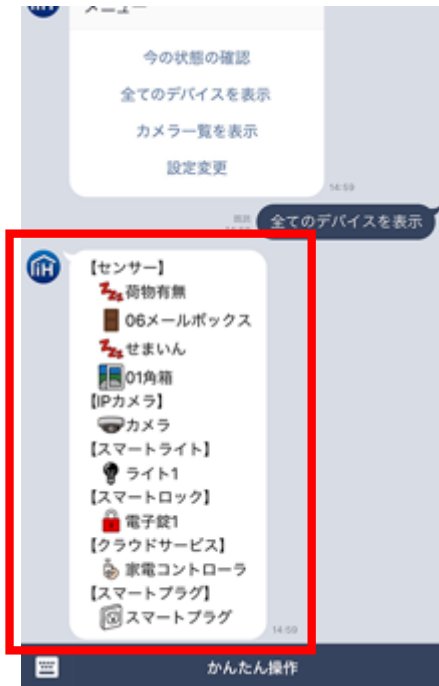 メニュー
今の状態の確認
全てのデバイスを表示
カメラ一覧を表示
設定変更
14:59
既読
全てのデバイスを表示
iiH
【センサー】
荷物有無
06メールボックス
せまいん
01角箱
【IPカメラ】
カメラ
【スマートライト】
ライト1
【スマートロック】
電子錠1
【クラウドサービス】
家電コントローラ
【スマートプラグ】
スマートプラグ
14:59
かんたん操作